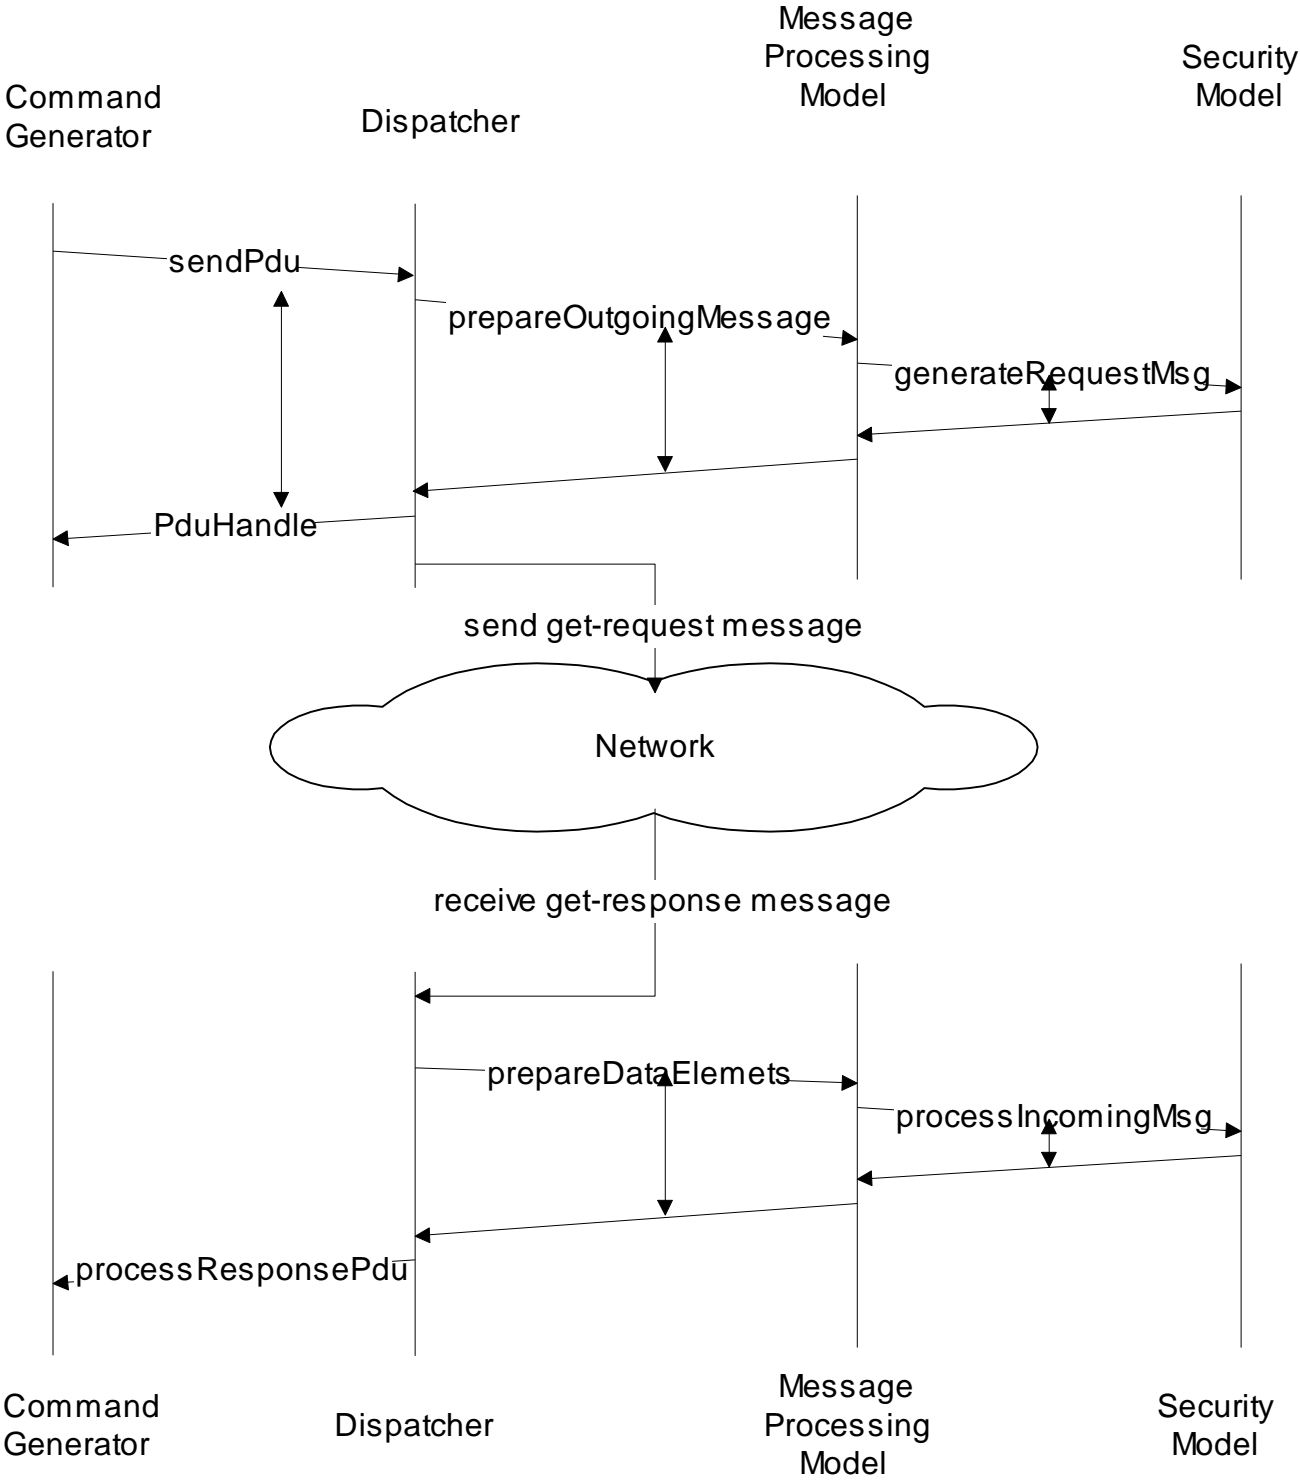 Message
Processing
Model
Security
Model
Command
Generator
Dispatcher
sendPdu
prepareOutgoingMessage
generateRequestMsg
PduHandle
send get-request message
Network
receive get-response message
prepareDataElemets
processIncomingMsg
processResponsePdu
Command
Generator
Dispatcher
Message
Processing
Model
Security
Model